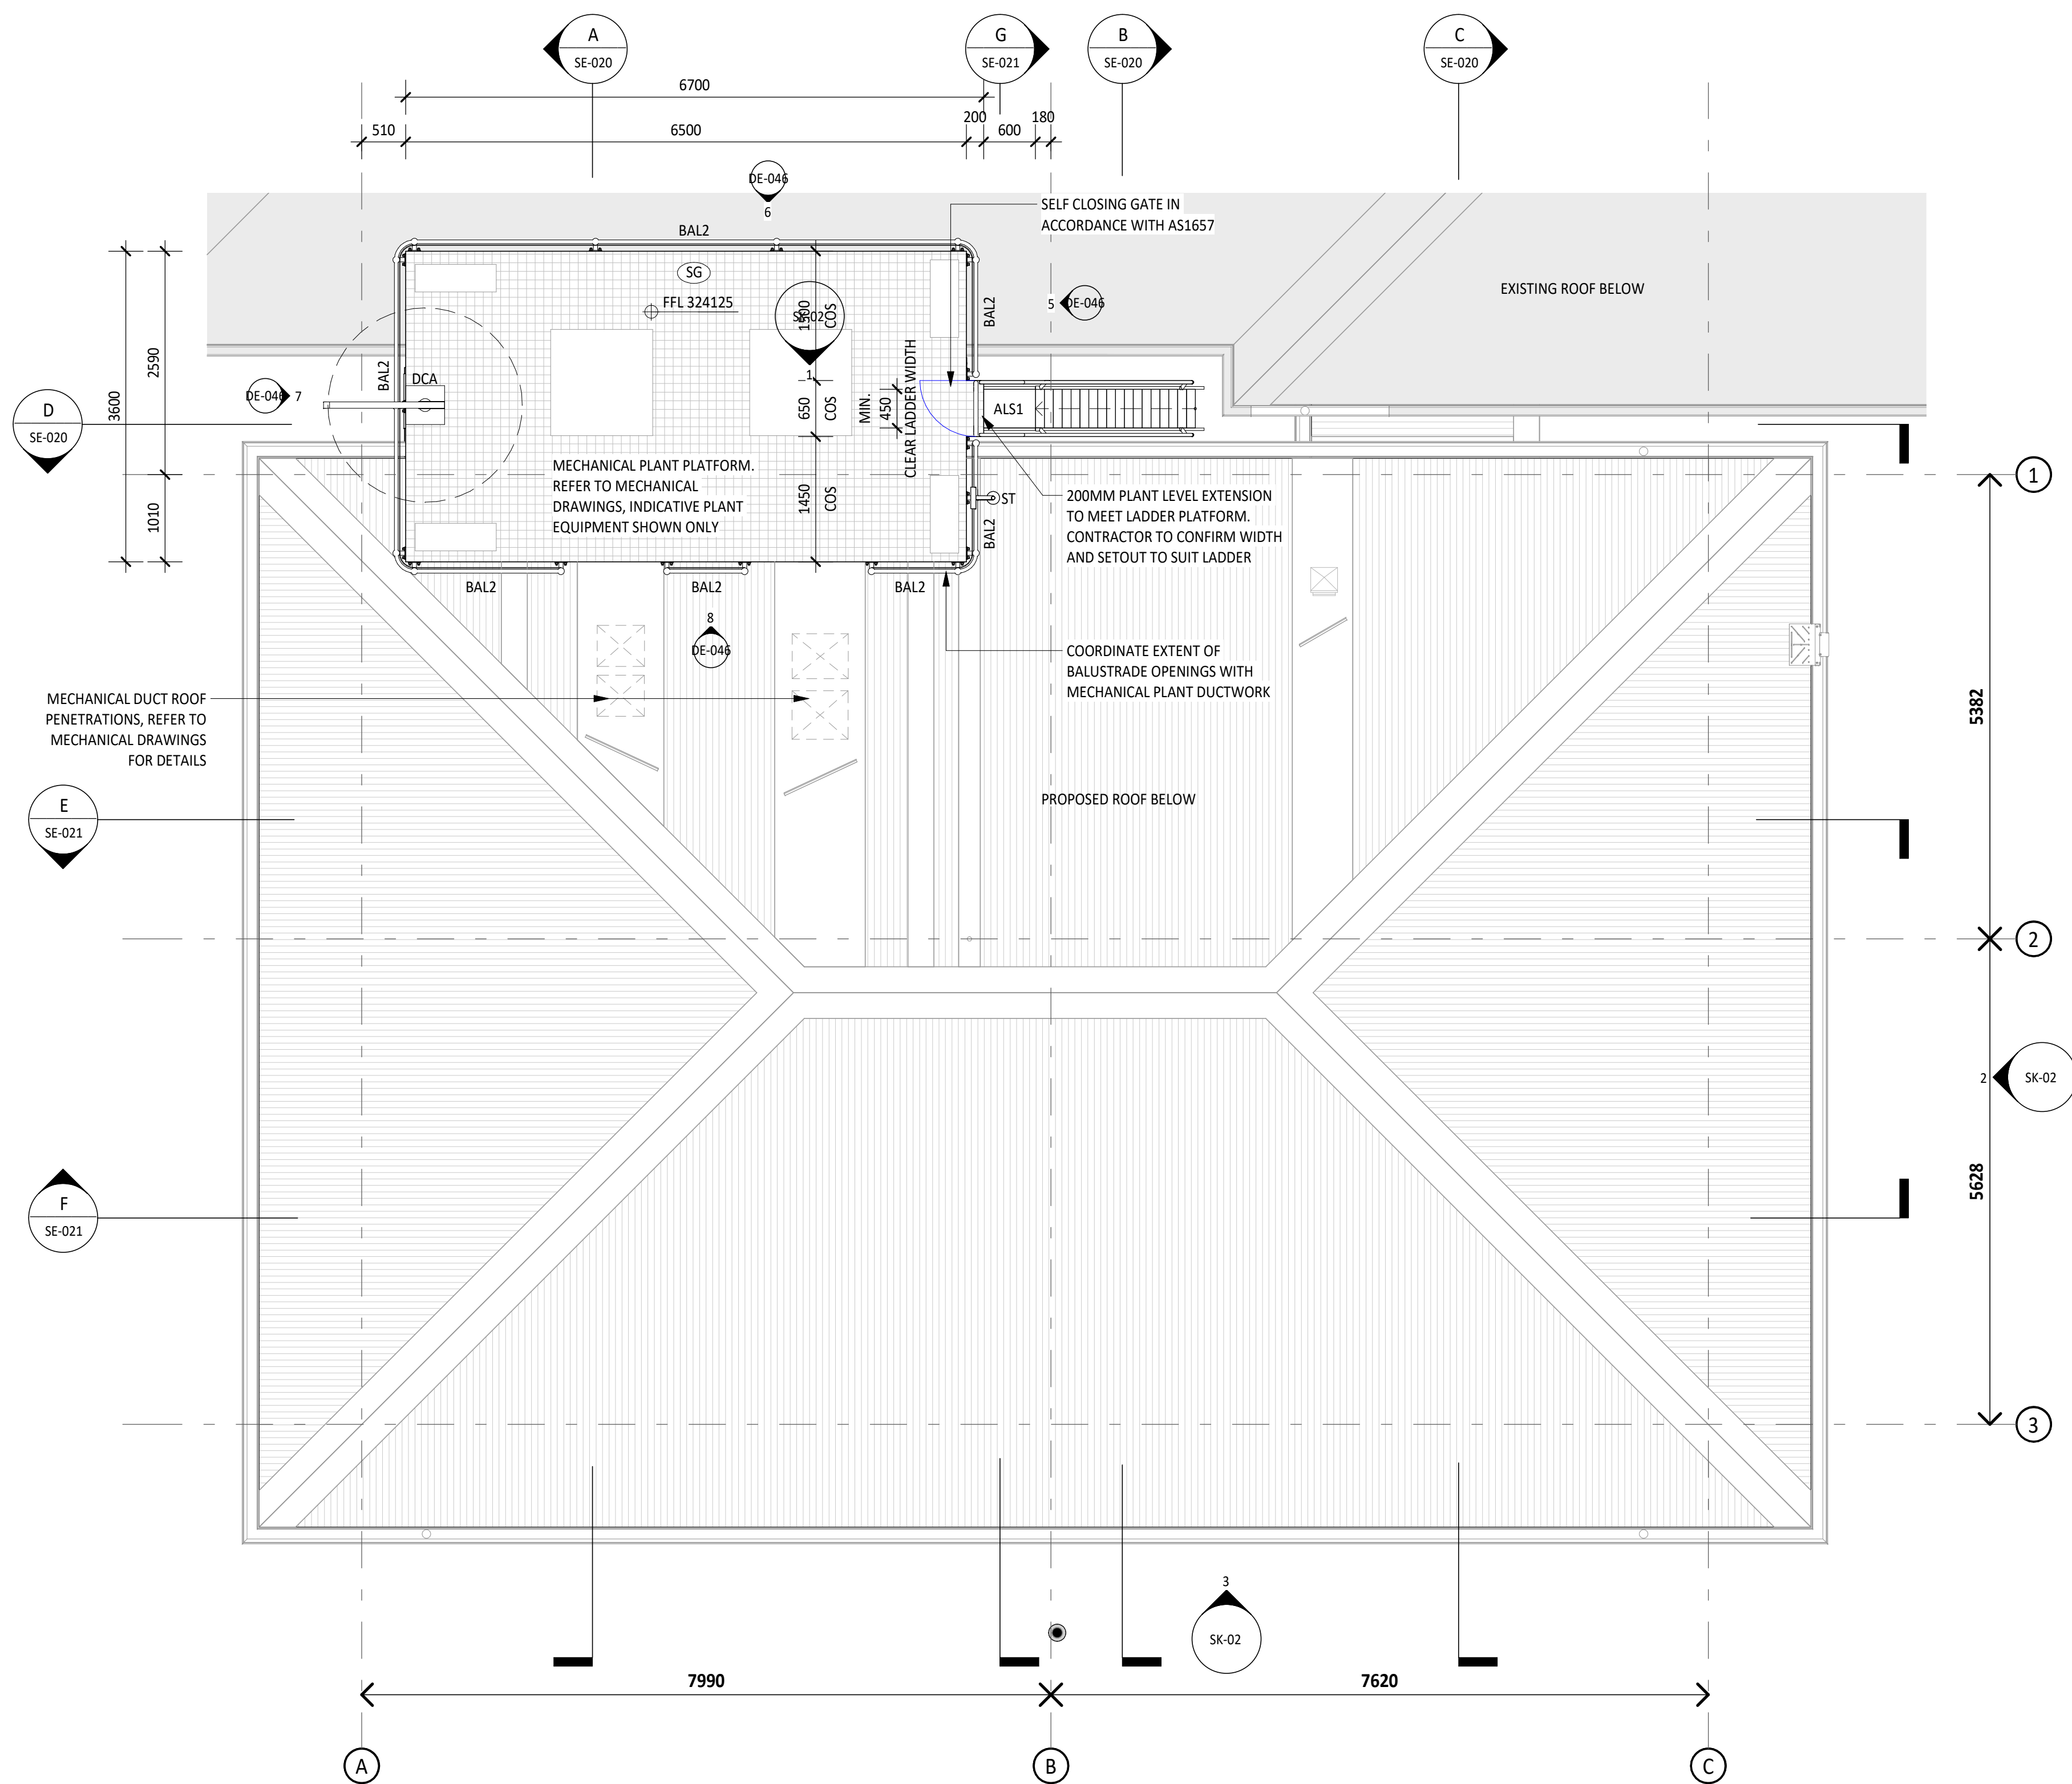 A
SE-020
G
SE-021
B
SE-020
C
SE-020
6700
510
6500
200
600
180
DE-046
6
SELF CLOSING GATE IN
ACCORDANCE WITH AS1657
BAL2
SG
FFL 324125
1500
COS
BAL2
5
DE-046
EXISTING ROOF BELOW
3600
2590
1010
D
SE-020
DE-046
7
BAL2
DCA
1
650
COS
MIN.
450
CLEAR LADDER WIDTH
ALS1
1450
COS
MECHANICAL PLANT PLATFORM.
REFER TO MECHANICAL
DRAWINGS, INDICATIVE PLANT
EQUIPMENT SHOWN ONLY
ST
BAL2
200MM PLANT LEVEL EXTENSION
TO MEET LADDER PLATFORM.
CONTRACTOR TO CONFIRM WIDTH
AND SETOUT TO SUIT LADDER
1
BAL2
BAL2
BAL2
8
DE-046
COORDINATE EXTENT OF
BALUSTRADE OPENINGS WITH
MECHANICAL PLANT DUCTWORK
MECHANICAL DUCT ROOF
PENETRATIONS, REFER TO
MECHANICAL DRAWINGS
FOR DETAILS
5382
E
SE-021
PROPOSED ROOF BELOW
2
2
SK-02
5628
F
SE-021
3
3
SK-02
7990
7620
A
B
C